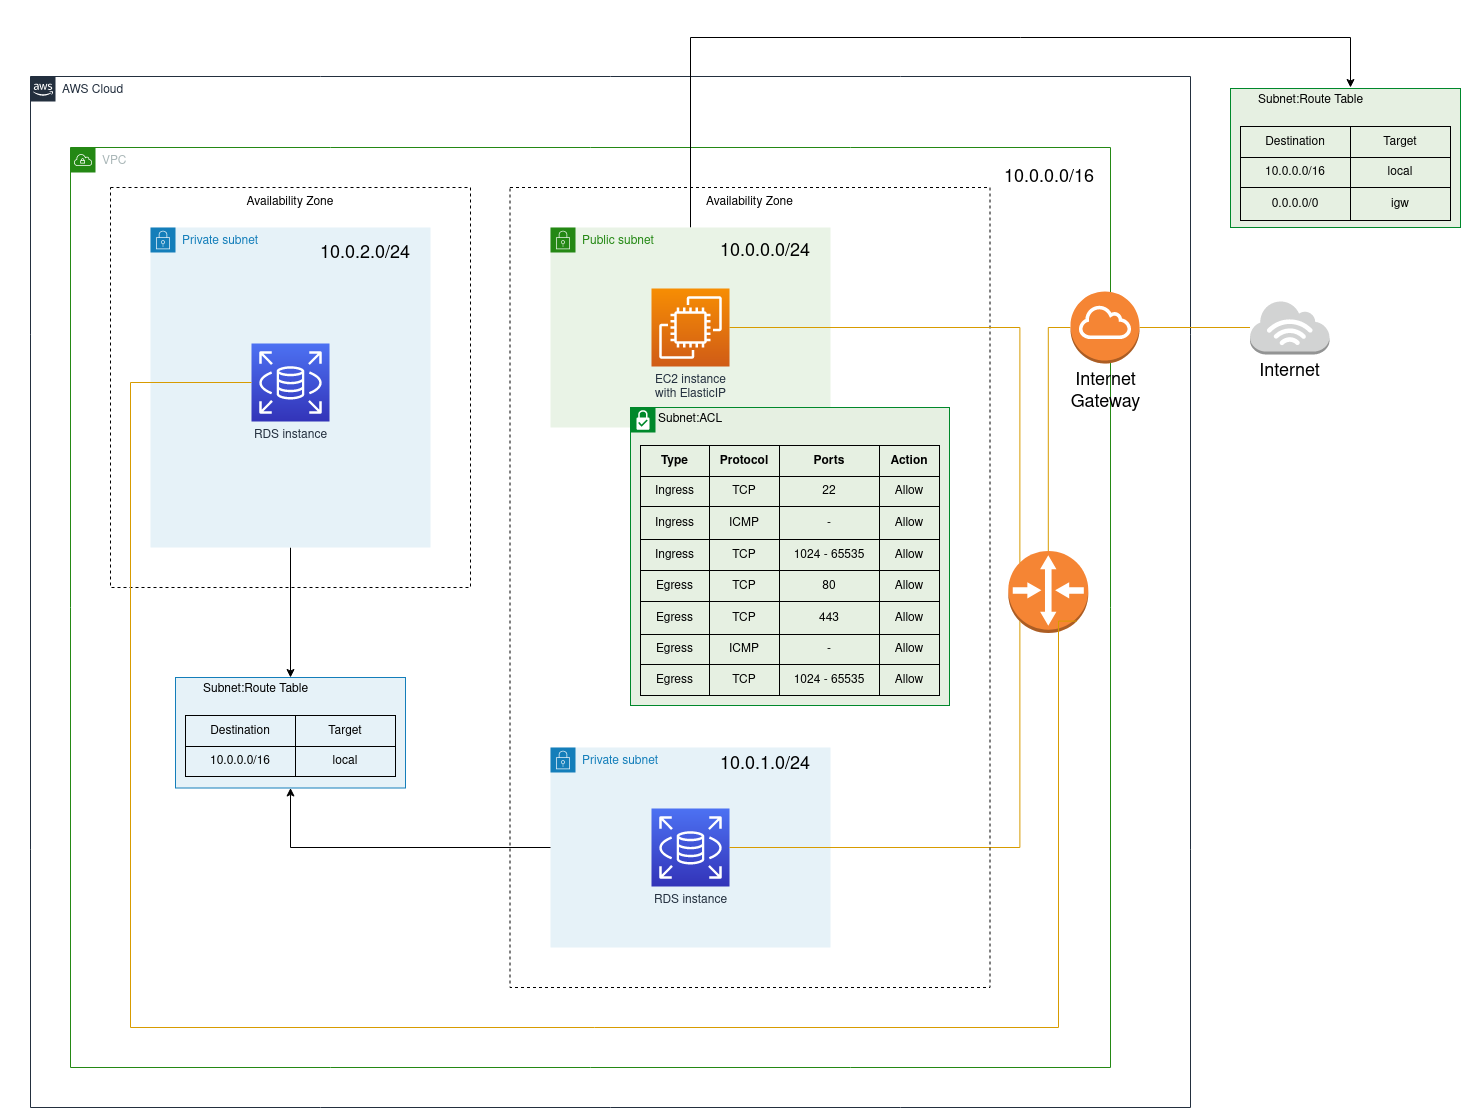 aws
AWS Cloud
Subnet:Route Table
Destination Target
10.0.0.0/16 local
0.0.0.0/0 igw
VPC
10.0.0.0/16
Availability Zone
Private subnet
10.0.2.0/24
RDS instance
Availability Zone
Public subnet
10.0.0.0/24
EC2 instance
with ElasticIP
Internet
Gateway
Internet
Subnet:ACL
Type Protocol Ports Action
Ingress TCP 22 Allow
Ingress ICMP - Allow
Ingress TCP 1024 - 65535 Allow
Egress TCP 80 Allow
Egress TCP 443 Allow
Egress ICMP - Allow
Egress TCP 1024 - 65535 Allow
Subnet:Route Table
Destination Target
10.0.0.0/16 local
Private subnet
10.0.1.0/24
RDS instance